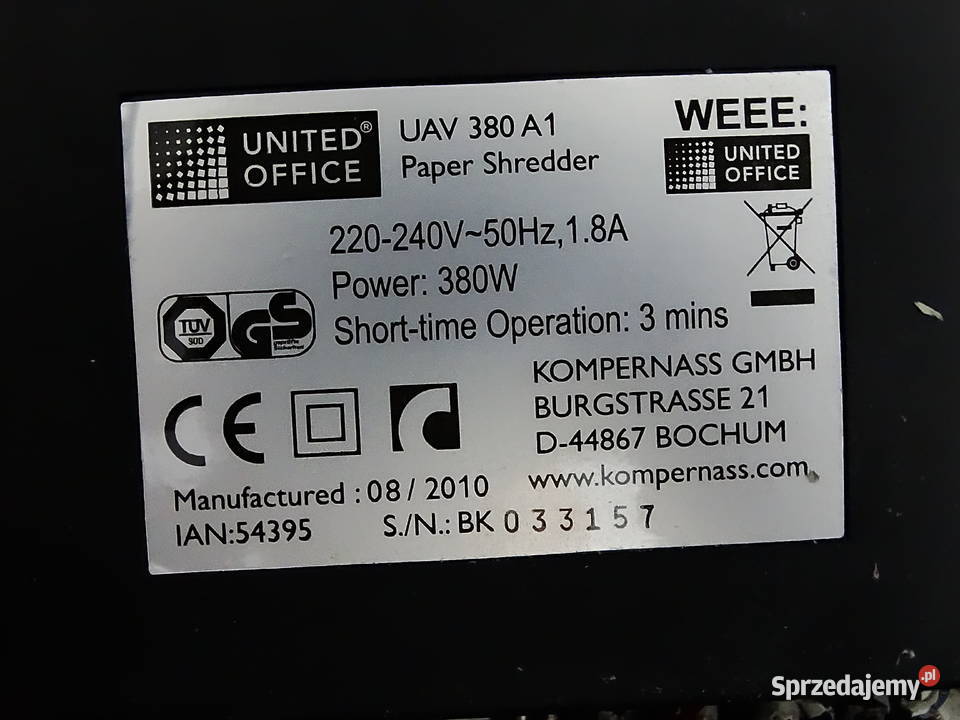 UNITED®
OFFICE
UAV 380 A1
Paper Shredder
WEEE:
UNITED
OFFICE
220-240V~50Hz,1.8A
Power: 380W
Short-time Operation: 3 mins
TÜV
SÜD
GS
geprüfte
Sicherheit
KOMPERNASS GMBH
BURGSTRASSE 21
D-44867 BOCHUM
www.kompernass.com
CE
Manufactured : 08 / 2010
IAN:54395
S./N.: BK 033157
Sprzedajemy.pl